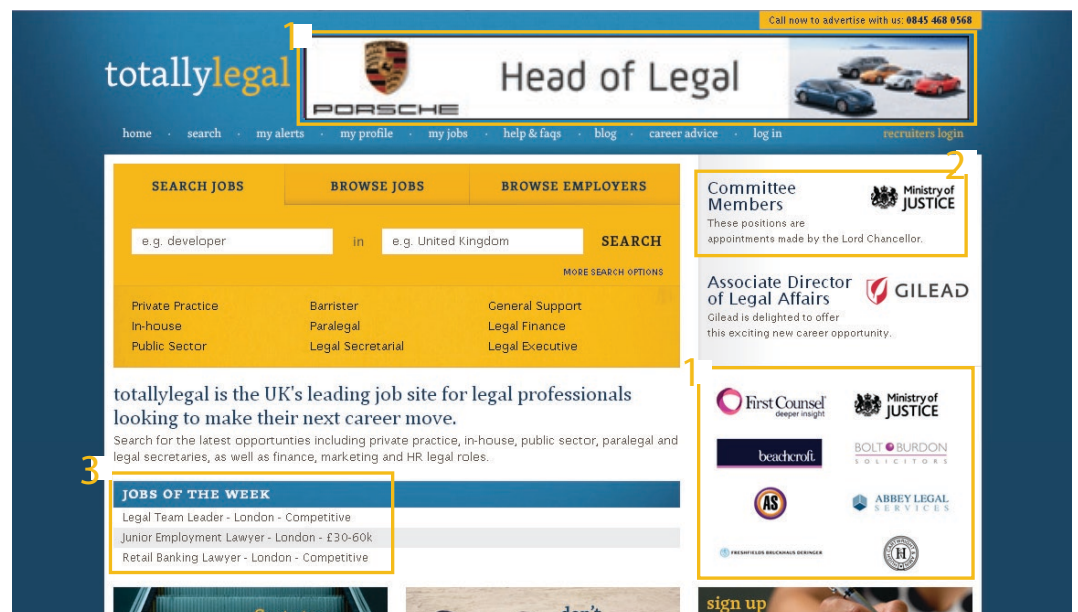 Call now to advertise with us: 0845 468 0568
1
totallylegal
PORSCHE
Head of Legal
home · search · my alerts · my profile · my jobs · help & faqs · blog · career advice · log in
recruiters login
SEARCH JOBS
BROWSE JOBS
BROWSE EMPLOYERS
e.g. developer
in
e.g. United Kingdom
SEARCH
MORE SEARCH OPTIONS
Private Practice
Barrister
General Support
In-house
Paralegal
Legal Finance
Public Sector
Legal Secretarial
Legal Executive
2
Committee
Members
Ministry of
JUSTICE
These positions are
appointments made by the Lord Chancellor.
Associate Director
of Legal Affairs
GILEAD
Gilead is delighted to offer
this exciting new career opportunity.
totallylegal is the UK's leading job site for legal professionals
looking to make their next career move.
Search for the latest opportunties including private practice, in-house, public sector, paralegal and
legal secretaries, as well as finance, marketing and HR legal roles.
3
JOBS OF THE WEEK
Legal Team Leader - London - Competitive
Junior Employment Lawyer - London - £30-60k
Retail Banking Lawyer - London - Competitive
1
First Counsel
deeper insight
Ministry of
JUSTICE
beachcroft
BOLT BURDON
SOLICITORS
AS
ABBEY LEGAL
SERVICES
FRESHFIELDS BRUCKHAUS DERINGER
H
sign up